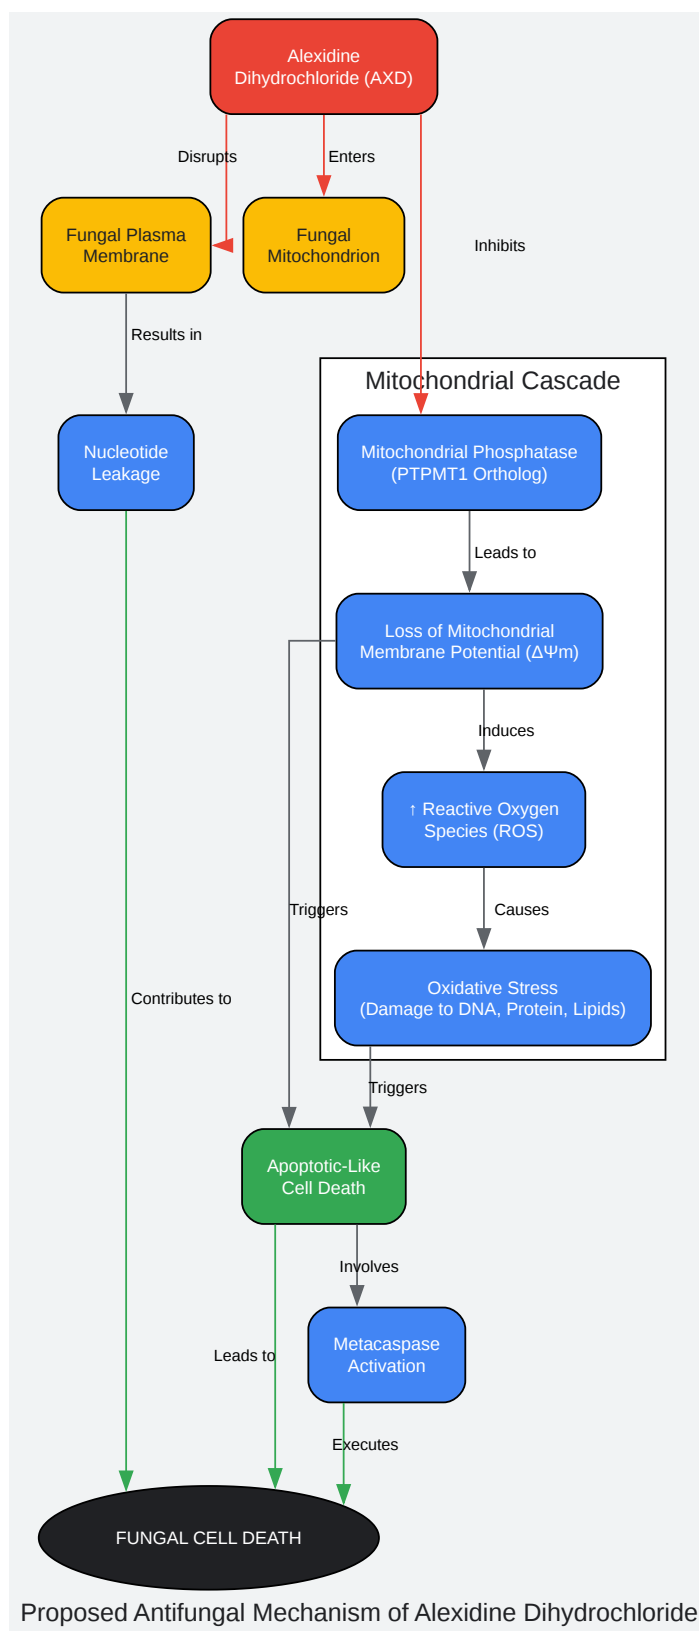 Alexidine
Dihydrochloride (AXD)
Disrupts
Enters
Fungal Plasma
Membrane
Fungal
Mitochondrion
Inhibits
Results in
Mitochondrial Cascade
Nucleotide
Leakage
Mitochondrial Phosphatase
(PTPMT1 Ortholog)
Leads to
Loss of Mitochondrial
Membrane Potential (ΔΨm)
Induces
↑ Reactive Oxygen
Species (ROS)
Triggers
Causes
Oxidative Stress
(Damage to DNA, Protein, Lipids)
Contributes to
Triggers
Apoptotic-Like
Cell Death
Involves
Metacaspase
Activation
Leads to
Executes
FUNGAL CELL DEATH
Proposed Antifungal Mechanism of Alexidine Dihydrochloride